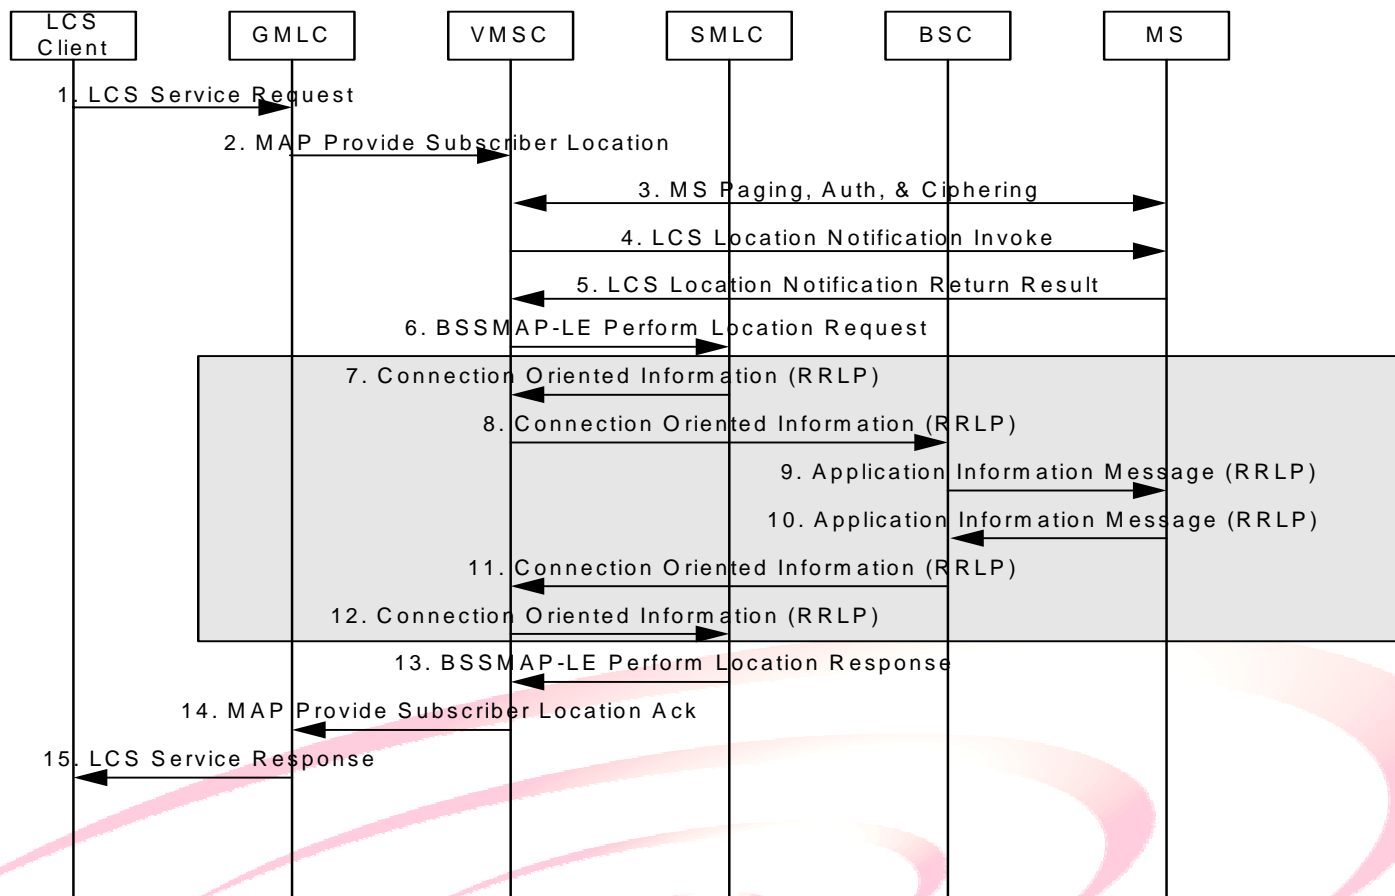 LCS
Client
GMLC
VMSC
SMLC
BSC
MS
1. LCS Service Request
2. MAP Provide Subscriber Location
3. MS Paging, Auth, & Ciphering
4. LCS Location Notification Invoke
5. LCS Location Notification Return Result
6. BSSMAP-LE Perform Location Request
7. Connection Oriented Information (RRLP)
8. Connection Oriented Information (RRLP)
9. Application Information Message (RRLP)
10. Application Information Message (RRLP)
11. Connection Oriented Information (RRLP)
12. Connection Oriented Information (RRLP)
13. BSSMAP-LE Perform Location Response
14. MAP Provide Subscriber Location Ack
15. LCS Service Response